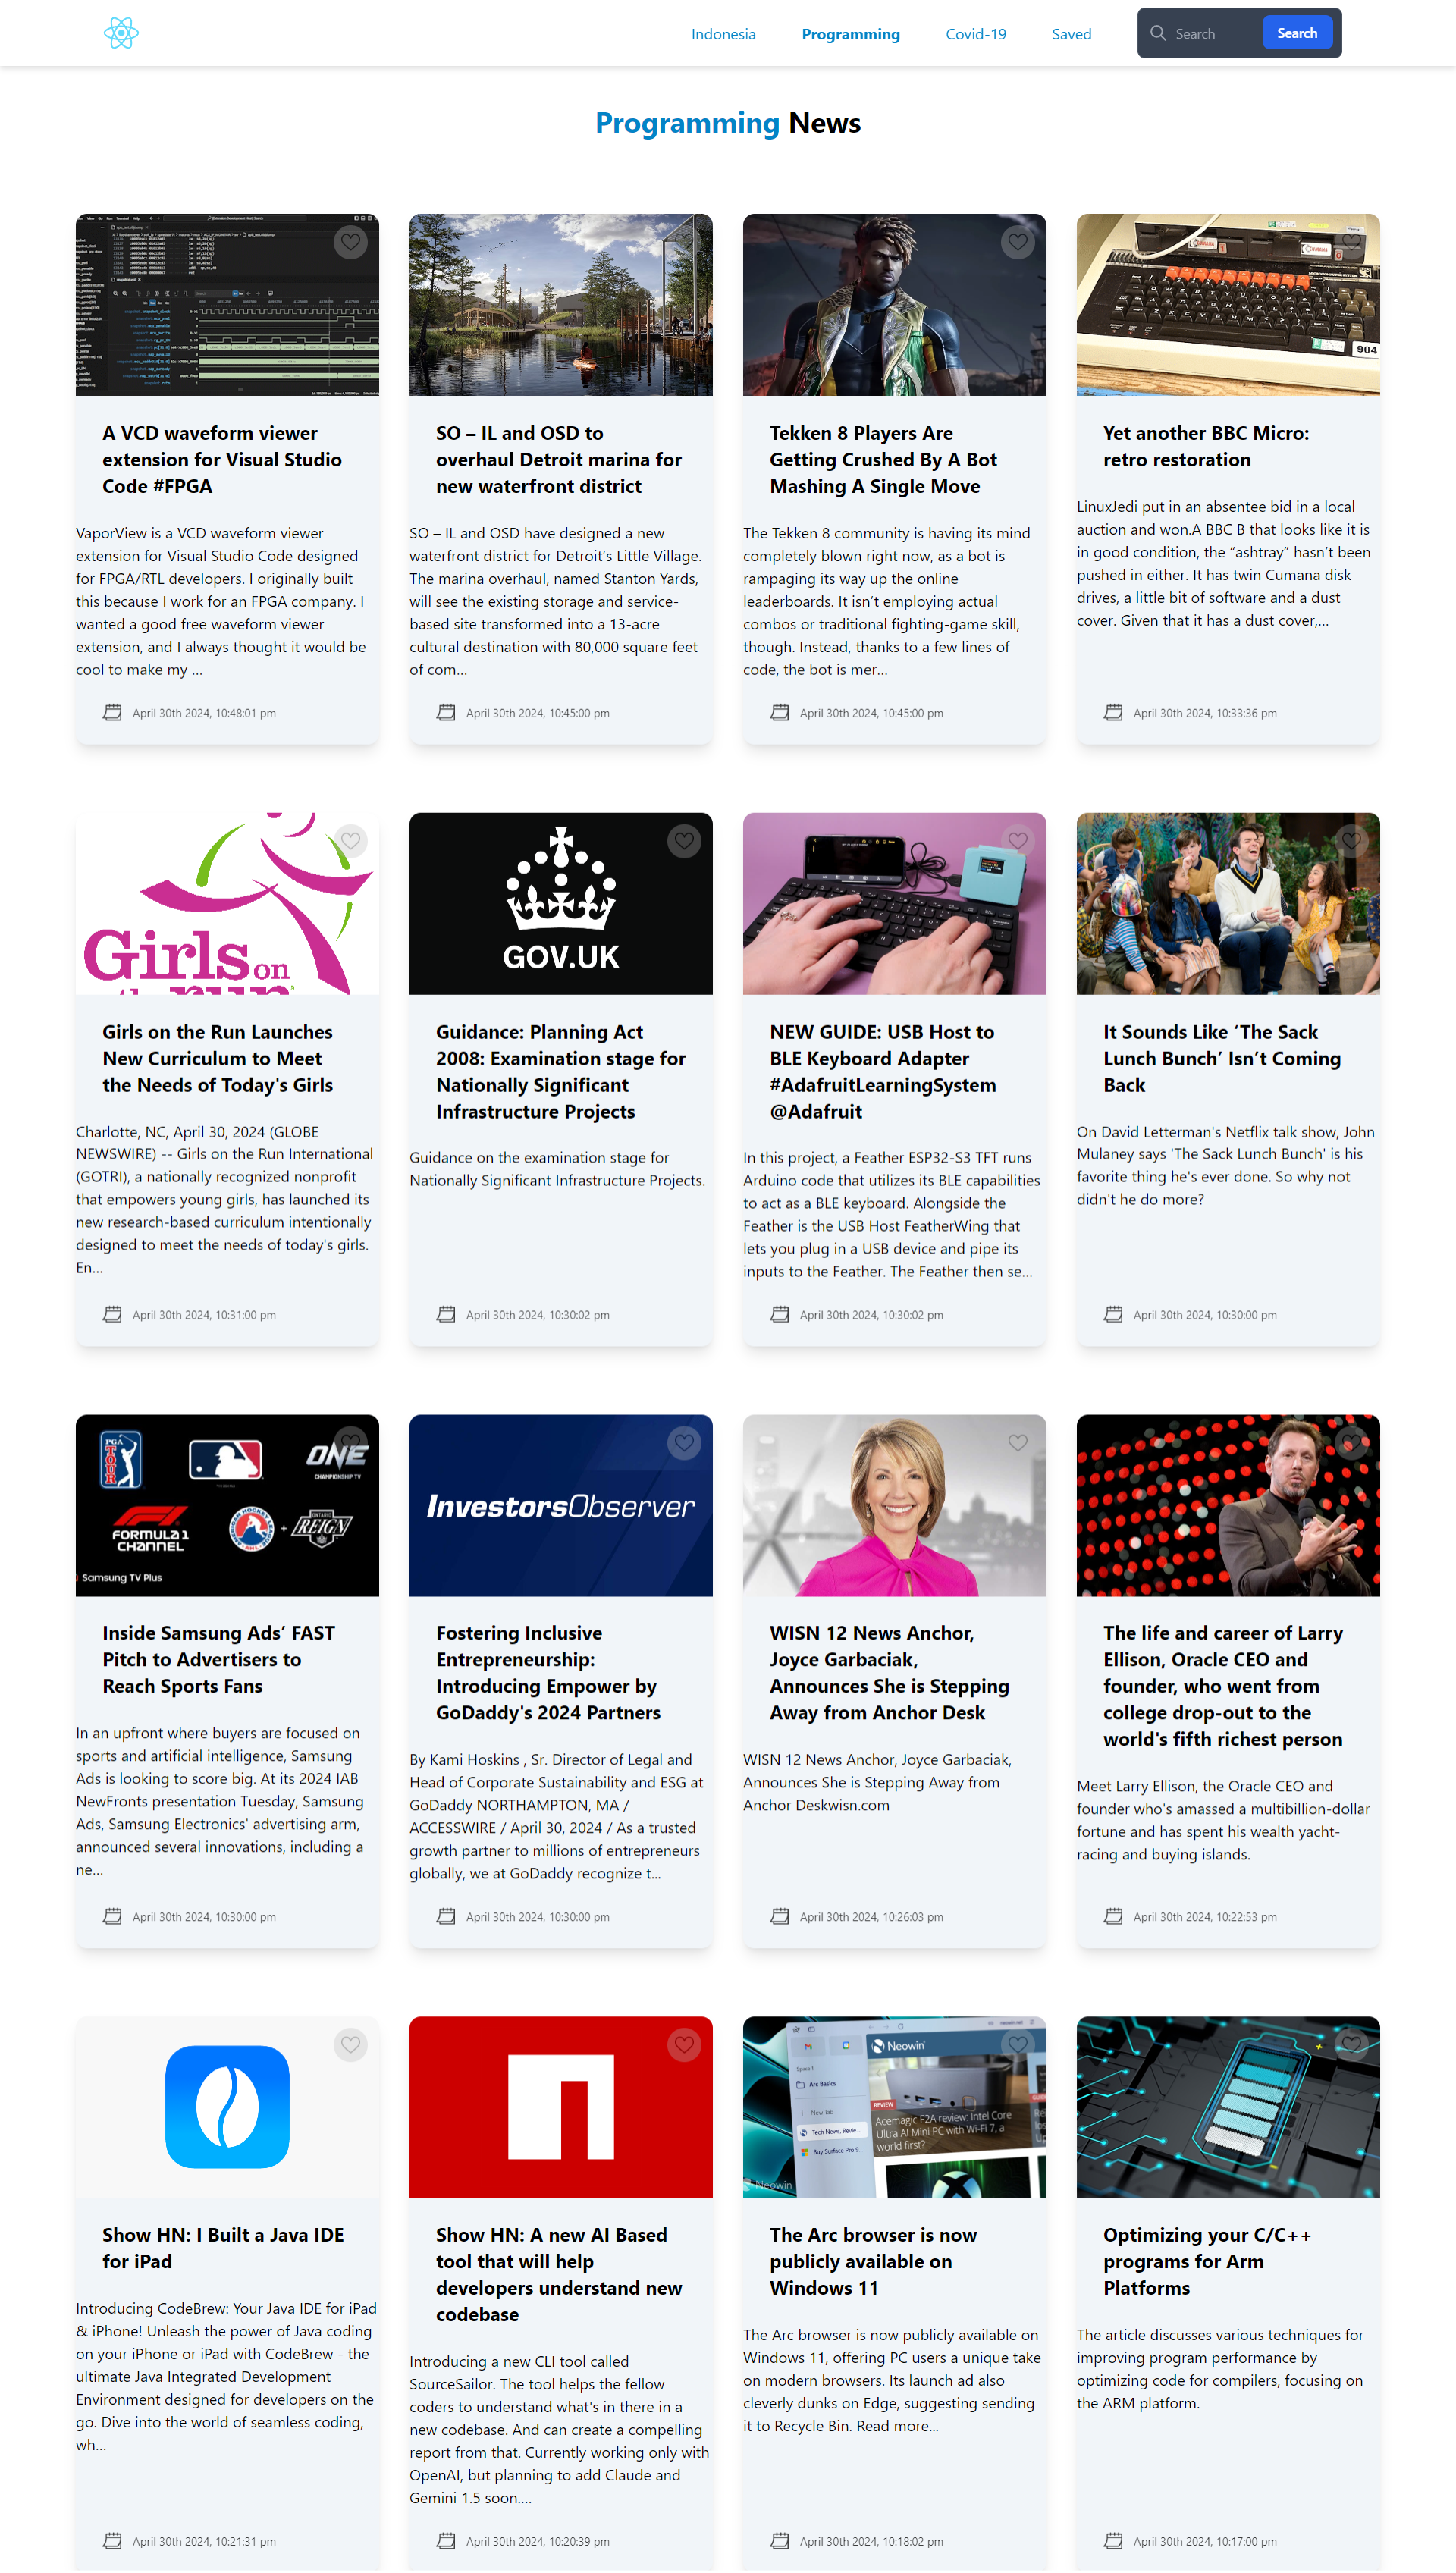 Indonesia
Programming
Covid-19
Saved
Search
Search
Programming News
A VCD waveform viewer
extension for Visual Studio
Code #FPGA
VaporView is a VCD waveform viewer
extension for Visual Studio Code designed
for FPGA/RTL developers. I originally built
this because I work for an FPGA company. I
wanted a good free waveform viewer
extension, and I always thought it would be
cool to make my ...
April 30th 2024, 10:48:01 pm
SO – IL and OSD to
overhaul Detroit marina for
new waterfront district
SO – IL and OSD have designed a new
waterfront district for Detroit’s Little Village.
The marina overhaul, named Stanton Yards,
will see the existing storage and service-
based site transformed into a 13-acre
cultural destination with 80,000 square feet
of com...
April 30th 2024, 10:45:00 pm
Tekken 8 Players Are
Getting Crushed By A Bot
Mashing A Single Move
The Tekken 8 community is having its mind
completely blown right now, as a bot is
rampaging its way up the online
leaderboards. It isn’t employing actual
combos or traditional fighting-game skill,
though. Instead, thanks to a few lines of
code, the bot is mer...
April 30th 2024, 10:45:00 pm
CUMANA
904
Yet another BBC Micro:
retro restoration
LinuxJedi put in an absentee bid in a local
auction and won.A BBC B that looks like it is
in good condition, the “ashtray” hasn’t been
pushed in either. It has twin Cumana disk
drives, a little bit of software and a dust
cover. Given that it has a dust cover,...
April 30th 2024, 10:33:36 pm
Girls on
the run
Girls on the Run Launches
New Curriculum to Meet
the Needs of Today's Girls
Charlotte, NC, April 30, 2024 (GLOBE
NEWSWIRE) -- Girls on the Run International
(GOTRI), a nationally recognized nonprofit
that empowers young girls, has launched its
new research-based curriculum intentionally
designed to meet the needs of today's girls.
En...
April 30th 2024, 10:31:00 pm
GOV.UK
Guidance: Planning Act
2008: Examination stage for
Nationally Significant
Infrastructure Projects
Guidance on the examination stage for
Nationally Significant Infrastructure Projects.
April 30th 2024, 10:30:02 pm
NEW GUIDE: USB Host to
BLE Keyboard Adapter
#AdafruitLearningSystem
@Adafruit
In this project, a Feather ESP32-S3 TFT runs
Arduino code that utilizes its BLE capabilities
to act as a BLE keyboard. Alongside the
Feather is the USB Host FeatherWing that
lets you plug in a USB device and pipe its
inputs to the Feather. The Feather then se...
April 30th 2024, 10:30:02 pm
It Sounds Like ‘The Sack
Lunch Bunch’ Isn’t Coming
Back
On David Letterman's Netflix talk show, John
Mulaney says 'The Sack Lunch Bunch' is his
favorite thing he's ever done. So why not
didn't he do more?
April 30th 2024, 10:30:00 pm
PGA
TOUR
ONE
CHAMPIONSHIP TV
FORMULA 1
CHANNEL
+
ONTARIO
REIGN
Samsung TV Plus
Inside Samsung Ads’ FAST
Pitch to Advertisers to
Reach Sports Fans
In an upfront where buyers are focused on
sports and artificial intelligence, Samsung
Ads is looking to score big. At its 2024 IAB
NewFronts presentation Tuesday, Samsung
Ads, Samsung Electronics' advertising arm,
announced several innovations, including a
ne...
April 30th 2024, 10:30:00 pm
InvestorsObserver
Fostering Inclusive
Entrepreneurship:
Introducing Empower by
GoDaddy's 2024 Partners
By Kami Hoskins , Sr. Director of Legal and
Head of Corporate Sustainability and ESG at
GoDaddy NORTHAMPTON, MA /
ACCESSWIRE / April 30, 2024 / As a trusted
growth partner to millions of entrepreneurs
globally, we at GoDaddy recognize t...
April 30th 2024, 10:30:00 pm
WISN 12 News Anchor,
Joyce Garbaciak,
Announces She is Stepping
Away from Anchor Desk
WISN 12 News Anchor, Joyce Garbaciak,
Announces She is Stepping Away from
Anchor Deskwisn.com
April 30th 2024, 10:26:03 pm
The life and career of Larry
Ellison, Oracle CEO and
founder, who went from
college drop-out to the
world's fifth richest person
Meet Larry Ellison, the Oracle CEO and
founder who's amassed a multibillion-dollar
fortune and has spent his wealth yacht-
racing and buying islands.
April 30th 2024, 10:22:53 pm
Show HN: I Built a Java IDE
for iPad
Introducing CodeBrew: Your Java IDE for iPad
& iPhone! Unleash the power of Java coding
on your iPhone or iPad with CodeBrew - the
ultimate Java Integrated Development
Environment designed for developers on the
go. Dive into the world of seamless coding,
wh...
April 30th 2024, 10:21:31 pm
Show HN: A new AI Based
tool that will help
developers understand new
codebase
Introducing a new CLI tool called
SourceSailor. The tool helps the fellow
coders to understand what's in there in a
new codebase. And can create a compelling
report from that. Currently working only with
OpenAI, but planning to add Claude and
Gemini 1.5 soon....
April 30th 2024, 10:20:39 pm
Neowin
Space 1
Arc Basics
New Tab
Tech News, Revie...
Buy Surface Pro 9...
REVIEW
Acemagic F2A review: Intel Core
Ultra AI Mini PC with Wi-Fi 7, a
world first?
Neowin
The Arc browser is now
publicly available on
Windows 11
The Arc browser is now publicly available on
Windows 11, offering PC users a unique take
on modern browsers. Its launch ad also
cleverly dunks on Edge, suggesting sending
it to Recycle Bin. Read more...
April 30th 2024, 10:18:02 pm
Optimizing your C/C++
programs for Arm
Platforms
The article discusses various techniques for
improving program performance by
optimizing code for compilers, focusing on
the ARM platform.
April 30th 2024, 10:17:00 pm